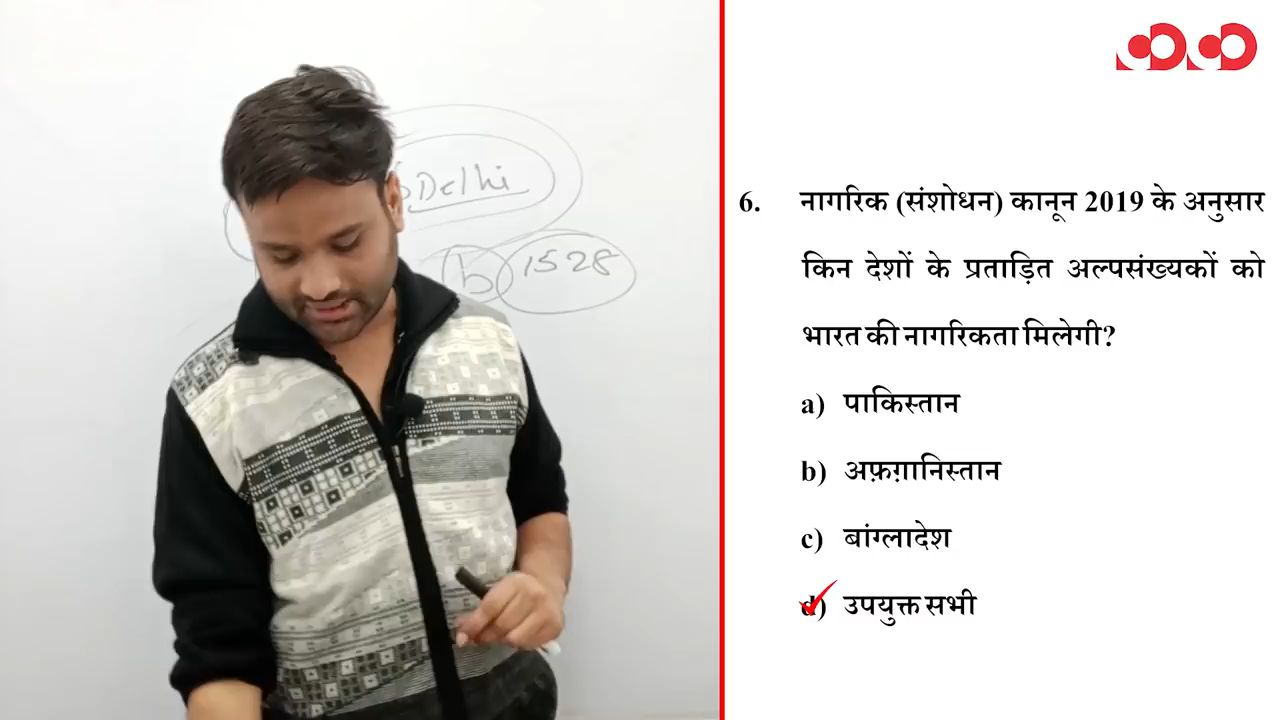 Delhi
b 1528
6. नागरिक (संशोधन) कानून 2019 के अनुसार
किन देशों के प्रताड़ित अल्पसंख्यकों को
भारत की नागरिकता मिलेगी?
a) पाकिस्तान
b) अफ़ग़ानिस्तान
c) बांग्लादेश
d) उपयुक्त सभी